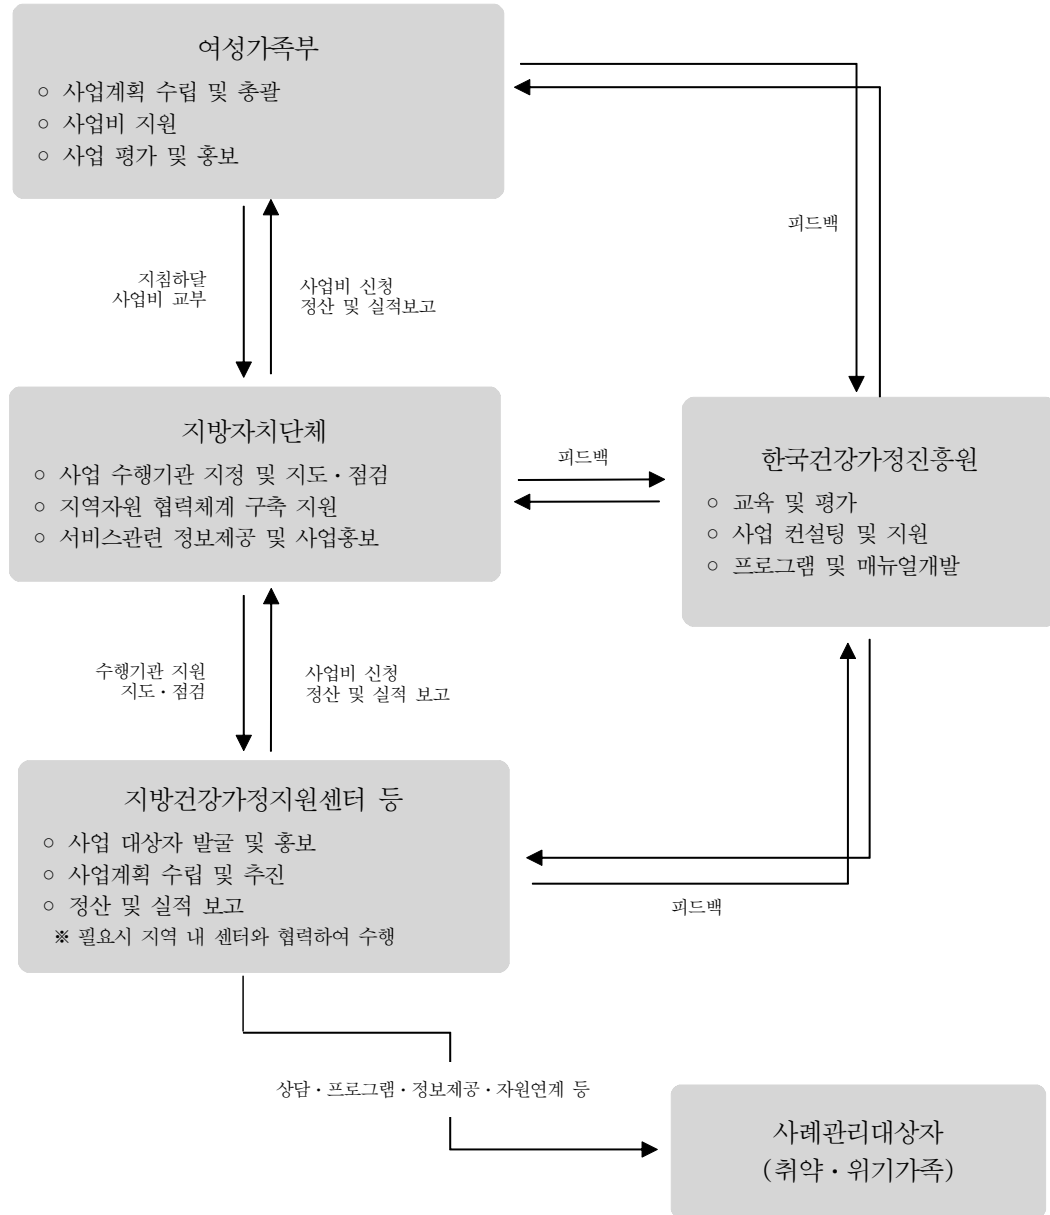 여성가족부
○ 사업계획 수립 및 총괄
○ 사업비 지원
○ 사업 평가 및 홍보
피드백
지침하달
사업비 교부
사업비 신청
정산 및 실적보고
지방자치단체
○ 사업 수행기관 지정 및 지도·점검
○ 지역자원 협력체계 구축 지원
○ 서비스관련 정보제공 및 사업홍보
피드백
한국건강가정진흥원
○ 교육 및 평가
○ 사업 컨설팅 및 지원
○ 프로그램 및 매뉴얼개발
수행기관 지원
지도·점검
사업비 신청
정산 및 실적 보고
지방건강가정지원센터 등
○ 사업 대상자 발굴 및 홍보
○ 사업계획 수립 및 추진
○ 정산 및 실적 보고
※ 필요시 지역 내 센터와 협력하여 수행
피드백
상담·프로그램·정보제공·자원연계 등
사례관리대상자
(취약·위기가족)